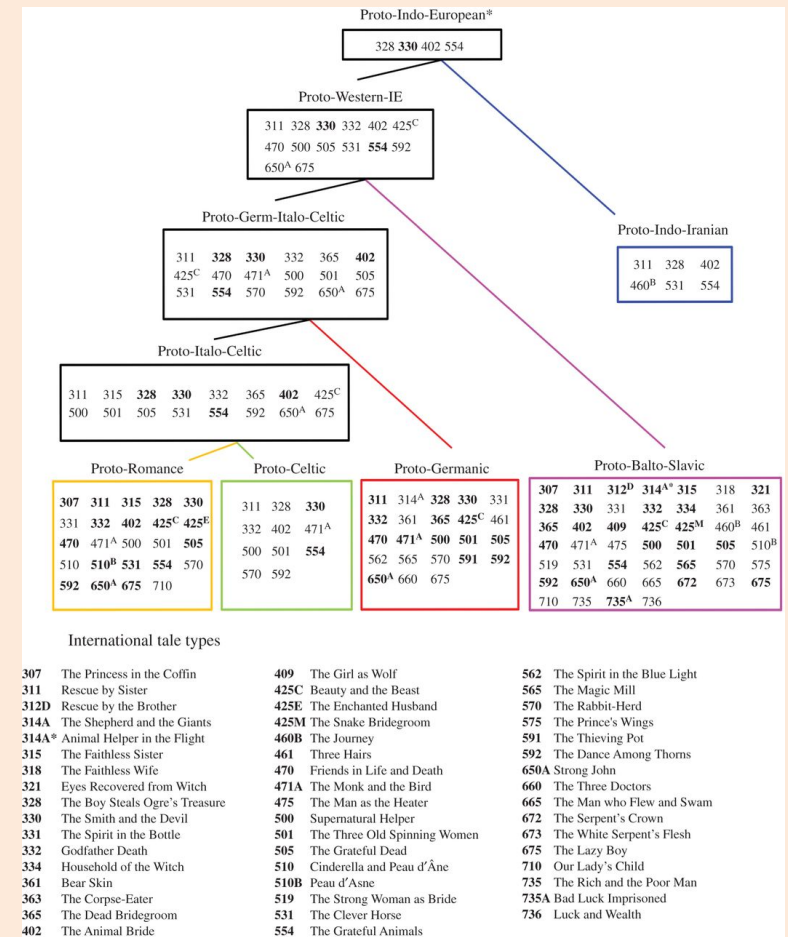 Proto-Indo-European*
328 330 402 554
Proto-Western-IE
311 328 330 332 402 425C
470 500 505 531 554 592
650A 675
Proto-Germ-Italo-Celtic
311 328 330 332 365 402
425C 470 471A 500 501 505
531 554 570 592 650A 675
Proto-Indo-Iranian
311 328 402
460B 531 554
Proto-Italo-Celtic
311 315 328 330 332 365 402 425C
500 501 505 531 554 592 650A 675
Proto-Romance
307 311 315 328 330
331 332 402 425C 425E
470 471A 500 501 505
510 510B 531 554 570
592 650A 675 710
Proto-Celtic
311 328 330
332 402 471A
500 501 554
570 592
Proto-Germanic
311 314A 328 330 331
332 361 365 425C 461
470 471A 500 501 505
562 565 570 591 592
650A 660 675
Proto-Balto-Slavic
307 311 312D 314A* 315 318 321
328 330 331 332 334 361 363
365 402 409 425C 425M 460B 461
470 471A 475 500 501 505 510B
519 531 554 562 565 570 575
592 650A 660 665 672 673 675
710 735 735A 736
International tale types
307 The Princess in the Coffin
311 Rescue by Sister
312D Rescue by the Brother
314A The Shepherd and the Giants
314A* Animal Helper in the Flight
315 The Faithless Sister
318 The Faithless Wife
321 Eyes Recovered from Witch
328 The Boy Steals Ogre's Treasure
330 The Smith and the Devil
331 The Spirit in the Bottle
332 Godfather Death
334 Household of the Witch
361 Bear Skin
363 The Corpse-Eater
365 The Dead Bridegroom
402 The Animal Bride
409 The Girl as Wolf
425C Beauty and the Beast
425E The Enchanted Husband
425M The Snake Bridegroom
460B The Journey
461 Three Hairs
470 Friends in Life and Death
471A The Monk and the Bird
475 The Man as the Heater
500 Supernatural Helper
501 The Three Old Spinning Women
505 The Grateful Dead
510 Cinderella and Peau d'Âne
510B Peau d'Asne
519 The Strong Woman as Bride
531 The Clever Horse
554 The Grateful Animals
562 The Spirit in the Blue Light
565 The Magic Mill
570 The Rabbit-Herd
575 The Prince's Wings
591 The Thieving Pot
592 The Dance Among Thorns
650A Strong John
660 The Three Doctors
665 The Man who Flew and Swam
672 The Serpent's Crown
673 The White Serpent's Flesh
675 The Lazy Boy
710 Our Lady's Child
735 The Rich and the Poor Man
735A Bad Luck Imprisoned
736 Luck and Wealth